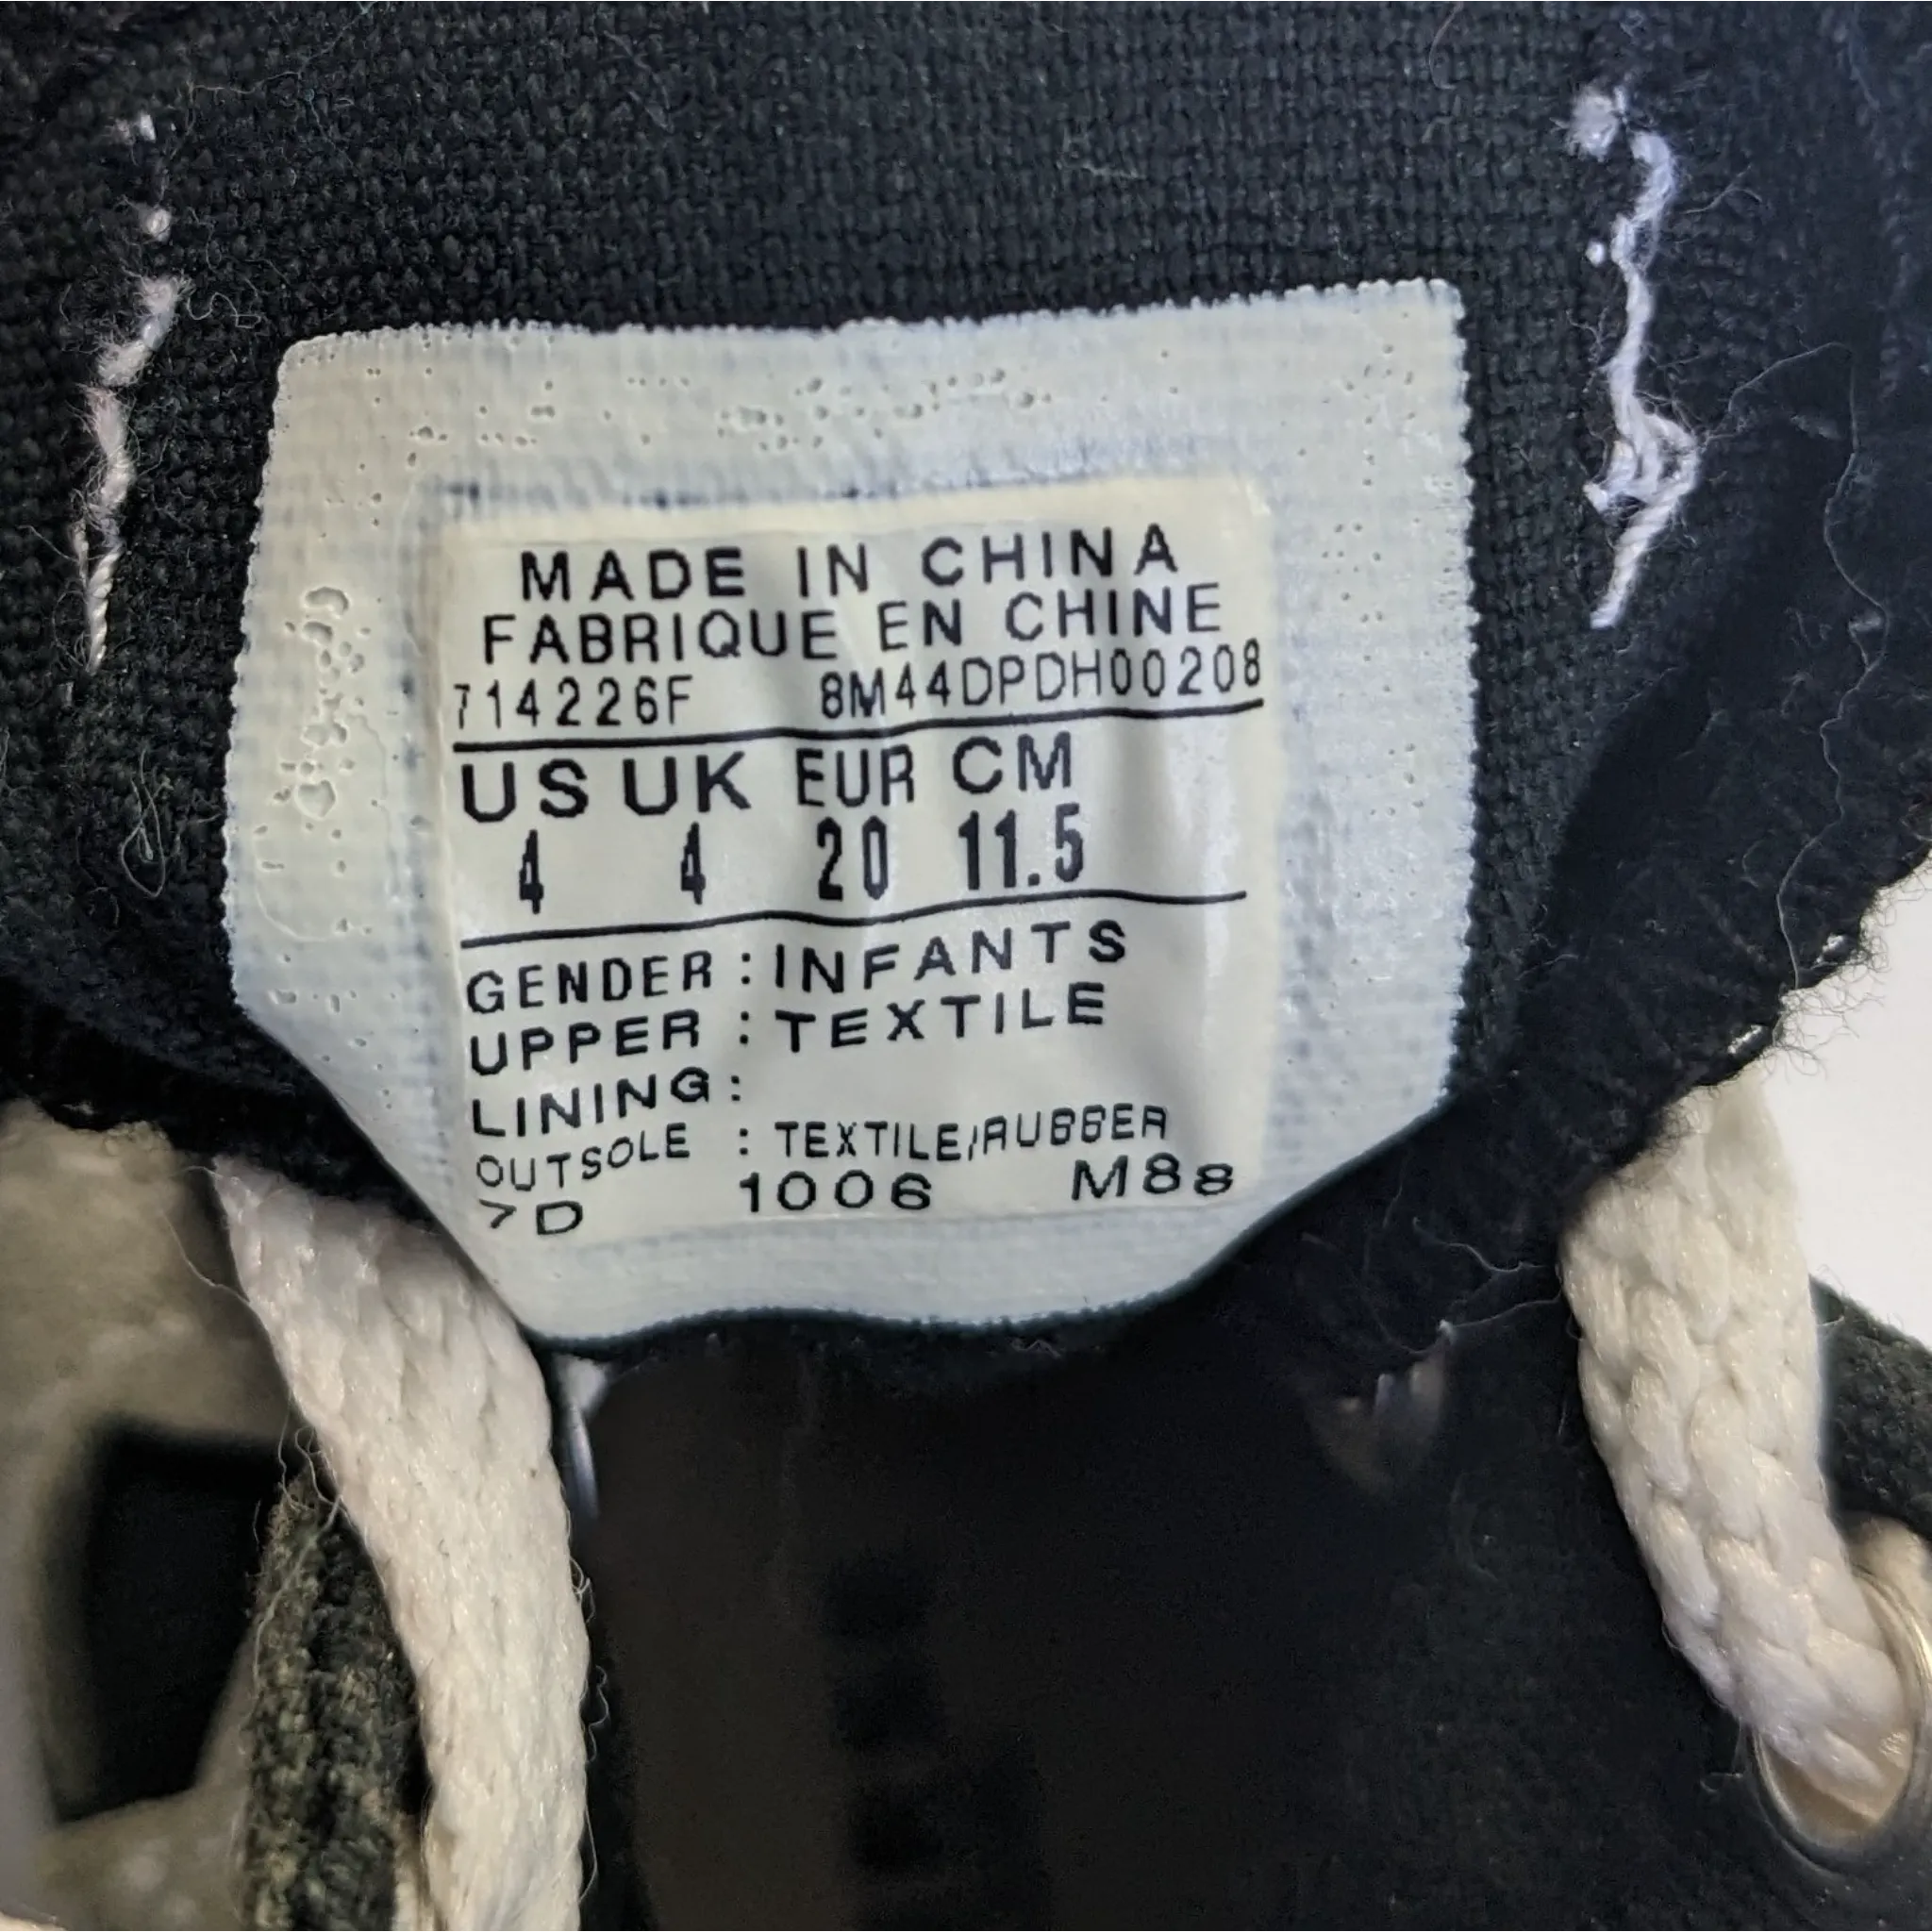 MADE IN CHINA
FABRIQUE EN CHINE
714226F 8M44DPDH00208
US UK EUR CM
4 4 20 11.5
GENDER : INFANTS
UPPER : TEXTILE
LINING :
OUTSOLE : TEXTILE/RUBBER
>D 1006 M88